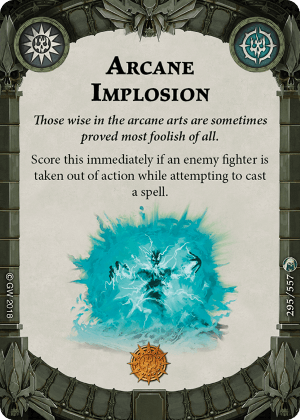 ARCANE
IMPLOSION
Those wise in the arcane arts are sometimes
proved most foolish of all.
Score this immediately if an enemy fighter is
taken out of action while attempting to cast
a spell.
© GW 2018
295/557